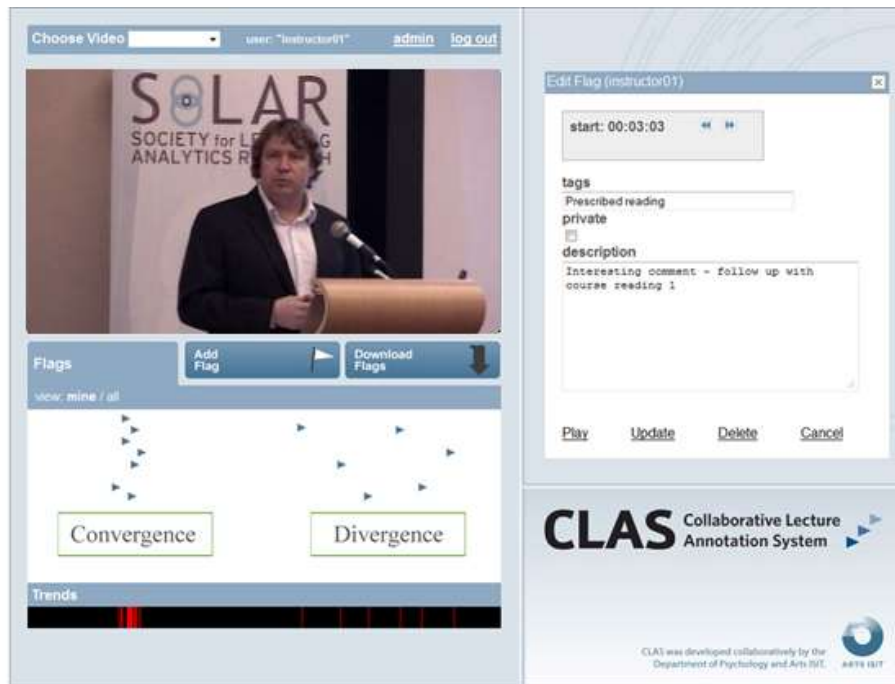 Choose Video
user: "instructor01"
admin
log out
SOLAR
SOCIETY for LE G
ANALYTICS R H
Flags
Add
Flag
Download
Flags
view: mine / all
Convergence
Divergence
Trends
Edit Flag (instructor01)
start: 00:03:03
tags
Prescribed reading
private
description
Interesting comment - follow up with
course reading 1
Play
Update
Delete
Cancel
CLAS
Collaborative Lecture
Annotation System
CLAS was developed collaboratively by the
Department of Psychology and Arts ISIT.
ARTS ISIT